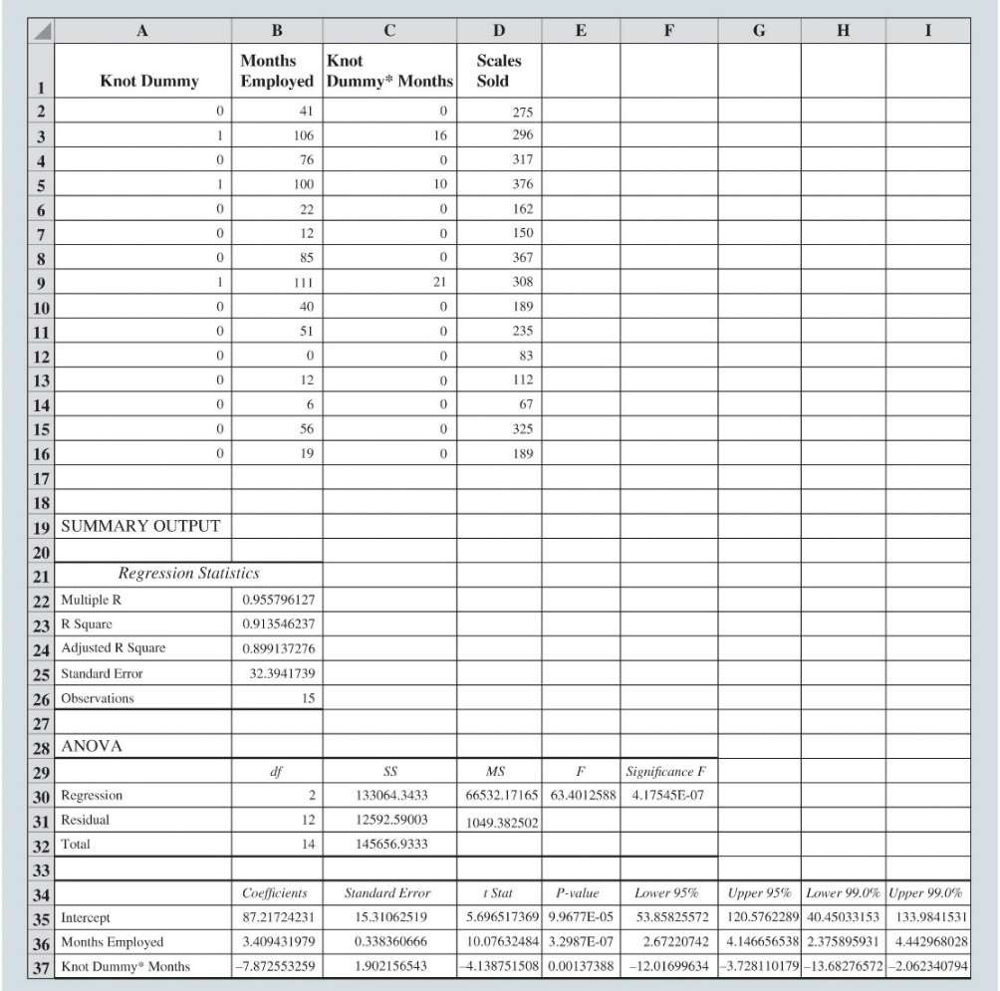 A B C D E F G H I
Months Knot Scales
1 Knot Dummy Employed Dummy* Months Sold
2 0 41 0 275
3 1 106 16 296
4 0 76 0 317
5 1 100 10 376
6 0 22 0 162
7 0 12 0 150
8 0 85 0 367
9 1 111 21 308
10 0 40 0 189
11 0 51 0 235
12 0 0 0 83
13 0 12 0 112
14 0 6 0 67
15 0 56 0 325
16 0 19 0 189
17
18
19 SUMMARY OUTPUT
20
21 Regression Statistics
22 Multiple R 0.955796127
23 R Square 0.913546237
24 Adjusted R Square 0.899137276
25 Standard Error 32.3941739
26 Observations 15
27
28 ANOVA
29 df SS MS F Significance F
30 Regression 2 133064.3433 66532.17165 63.4012588 4.17545E-07
31 Residual 12 12592.59003 1049.382502
32 Total 14 145656.9333
33
34 Coefficients Standard Error t Stat P-value Lower 95% Upper 95% Lower 99.0% Upper 99.0%
35 Intercept 87.21724231 15.31062519 5.696517369 9.9677E-05 53.85825572 120.5762289 40.45033153 133.9841531
36 Months Employed 3.409431979 0.338360666 10.07632484 3.2987E-07 2.67220742 4.146656538 2.375895931 4.442968028
37 Knot Dummy* Months –7.872553259 1.902156543 –4.138751508 0.00137388 –12.01699634 –3.728110179 –13.68276572 –2.062340794